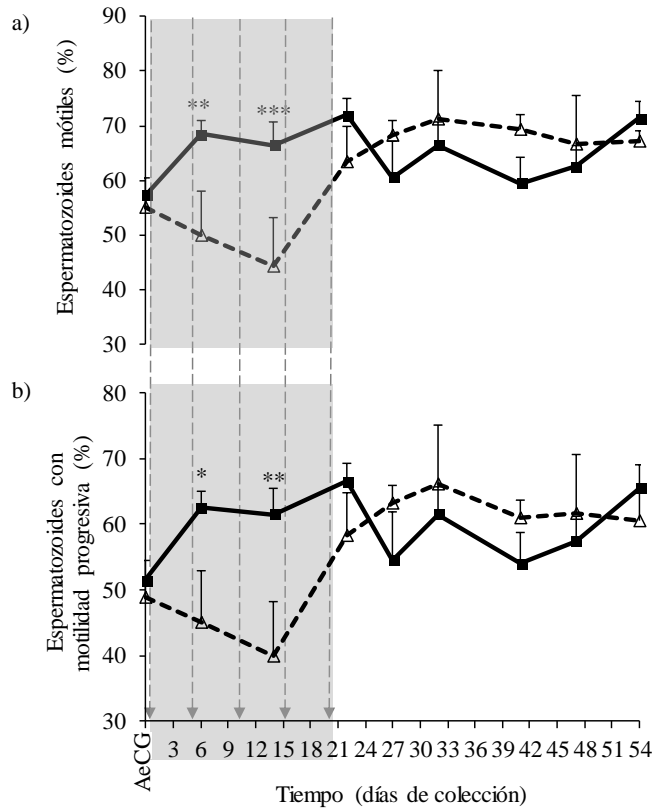 a)
Espermatozoides mótiles (%)
90
80
70
60
50
40
30
** ***
b)
Espermatozoides con
motilidad progresiva (%)
80
70
60
50
40
30
* **
AeCG 3 6 9 12 15 18 21 24 27 30 33 36 39 42 45 48 51 54
Tiempo (días de colección)